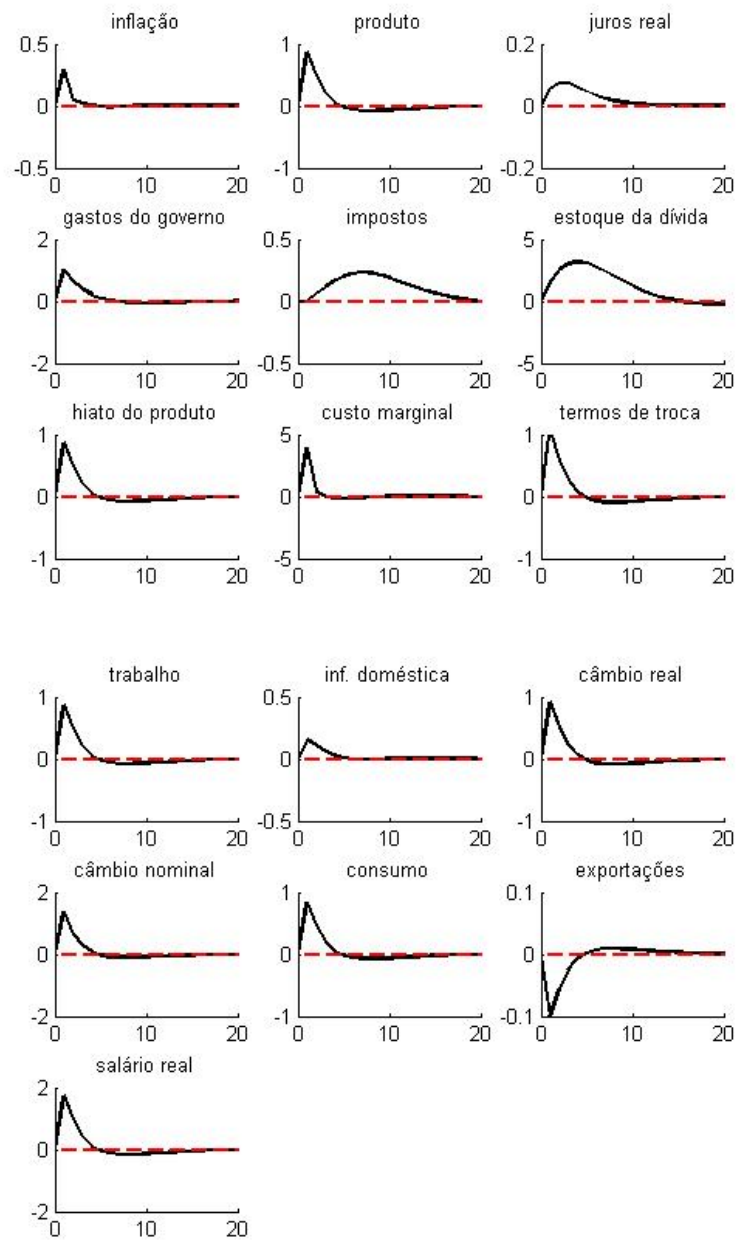 inflação produto juros real
0.5 1 0.2
0 0 0
-0.5 -1 -0.2
0 10 20 0 10 20 0 10 20
gastos do governo impostos estoque da dívida
2 0.5 5
0 0 0
-2 -0.5 -5
0 10 20 0 10 20 0 10 20
hiato do produto custo marginal termos de troca
1 5 1
0 0 0
-1 -5 -1
0 10 20 0 10 20 0 10 20
trabalho inf. doméstica câmbio real
1 0.5 1
0 0 0
-1 -0.5 -1
0 10 20 0 10 20 0 10 20
câmbio nominal consumo exportações
2 1 0.1
0 0 0
-2 -1 -0.1
0 10 20 0 10 20 0 10 20
salário real
2
0
-2
0 10 20